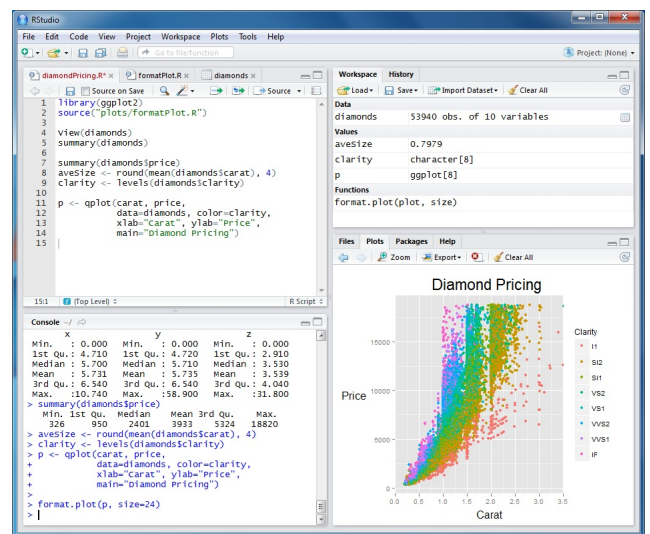 RStudio
File Edit Code View Project Workspace Plots Tools Help
Go to file/function
Project: (None)
diamondPricing.R* × formatPlot.R × diamonds ×
Source on Save Source
1 library(ggplot2)
2 source("plots/formatPlot.R")
3
4 View(diamonds)
5 summary(diamonds)
6
7 summary(diamonds$price)
8 aveSize <- round(mean(diamonds$carat), 4)
9 clarity <- levels(diamonds$clarity)
10
11 p <- qplot(carat, price,
12 data=diamonds, color=clarity,
13 xlab="Carat", ylab="Price",
14 main="Diamond Pricing")
15
15:1 (Top Level) R Script
Console ~/
x y z
Min. : 0.000 Min. : 0.000 Min. : 0.000
1st Qu.: 4.710 1st Qu.: 4.720 1st Qu.: 2.910
Median : 5.700 Median : 5.710 Median : 3.530
Mean : 5.731 Mean : 5.735 Mean : 3.539
3rd Qu.: 6.540 3rd Qu.: 6.540 3rd Qu.: 4.040
Max. :10.740 Max. :58.900 Max. :31.800
> summary(diamonds$price)
Min. 1st Qu. Median Mean 3rd Qu. Max.
326 950 2401 3933 5324 18820
> aveSize <- round(mean(diamonds$carat), 4)
> clarity <- levels(diamonds$clarity)
> p <- qplot(carat, price,
+ data=diamonds, color=clarity,
+ xlab="Carat", ylab="Price",
+ main="Diamond Pricing")
>
> format.plot(p, size=24)
>
Workspace History
Load Save Import Dataset Clear All
Data
diamonds 53940 obs. of 10 variables
Values
aveSize 0.7979
clarity character[8]
p ggplot[8]
Functions
format.plot(plot, size)
Files Plots Packages Help
Zoom Export Clear All
Diamond Pricing
Price
15000
10000
5000
0
0.0 0.5 1.0 1.5 2.0 2.5 3.0 3.5
Carat
Clarity
I1
SI2
SI1
VS2
VS1
VVS2
VVS1
IF